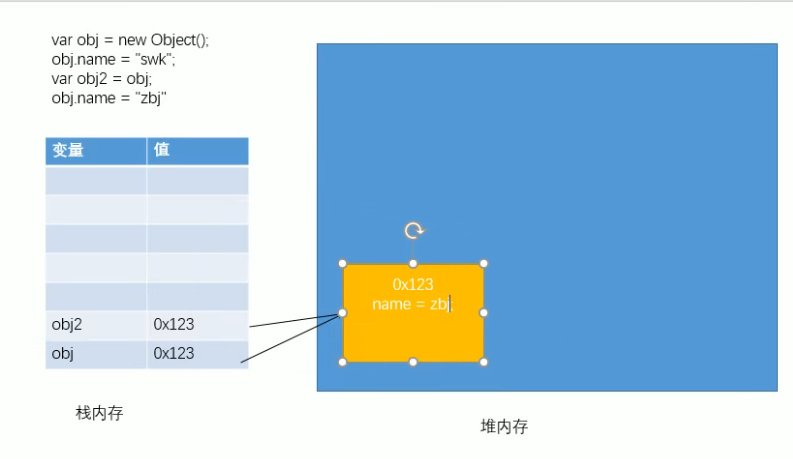 var obj = new Object();
obj.name = "swk";
var obj2 = obj;
obj.name = "zbj"
变量 值
obj2 0x123
obj 0x123
栈内存
0x123
name = zbj;
堆内存